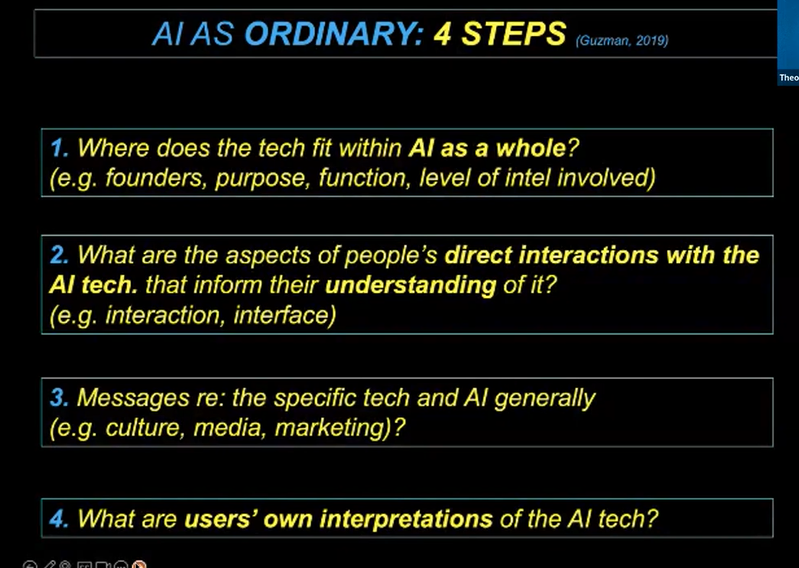 AI AS ORDINARY: 4 STEPS (Guzman, 2019)
Theo
1. Where does the tech fit within AI as a whole?
(e.g. founders, purpose, function, level of intel involved)
2. What are the aspects of people's direct interactions with the
AI tech. that inform their understanding of it?
(e.g. interaction, interface)
3. Messages re: the specific tech and AI generally
(e.g. culture, media, marketing)?
4. What are users' own interpretations of the AI tech?